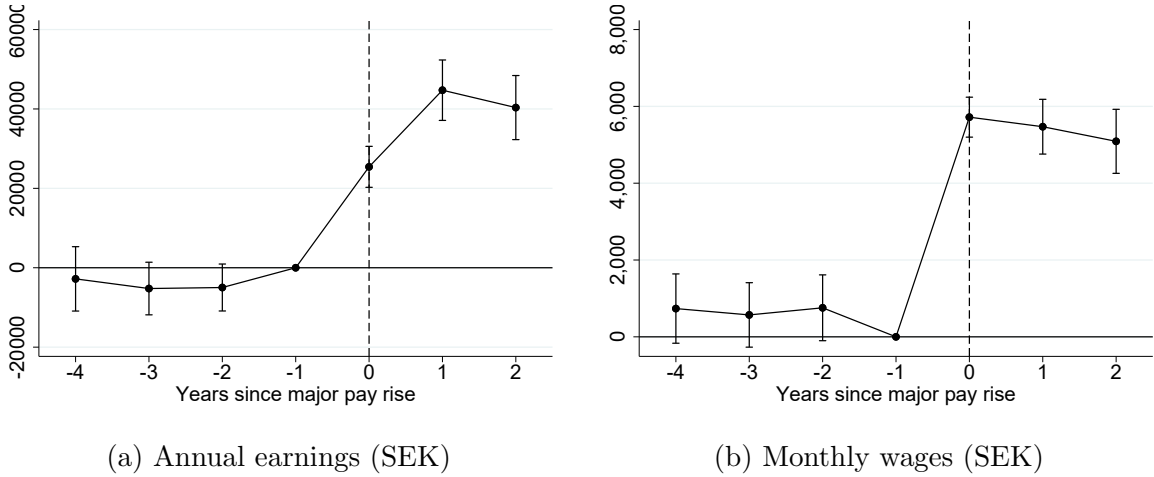 60000
40000
20000
0
-20000
-4 -3 -2 -1 0 1 2
Years since major pay rise
(a) Annual earnings (SEK)
8,000
6,000
4,000
2,000
0
-4 -3 -2 -1 0 1 2
Years since major pay rise
(b) Monthly wages (SEK)